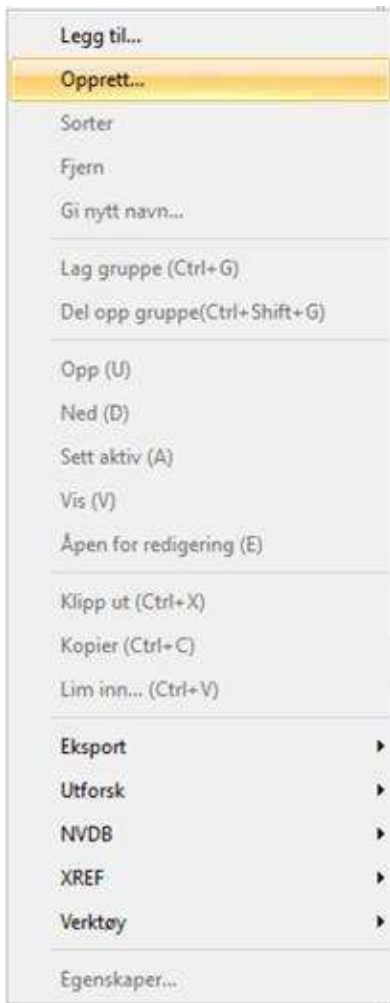 Legg til...
Opprett...
Sorter
Fjern
Gi nytt navn...
Lag gruppe (Ctrl+G)
Del opp gruppe(Ctrl+Shift+G)
Opp (U)
Ned (D)
Sett aktiv (A)
Vis (V)
Åpen for redigering (E)
Klipp ut (Ctrl+X)
Kopier (Ctrl+C)
Lim inn... (Ctrl+V)
Eksport
Utforsk
NVDB
XREF
Verktøy
Egenskaper...